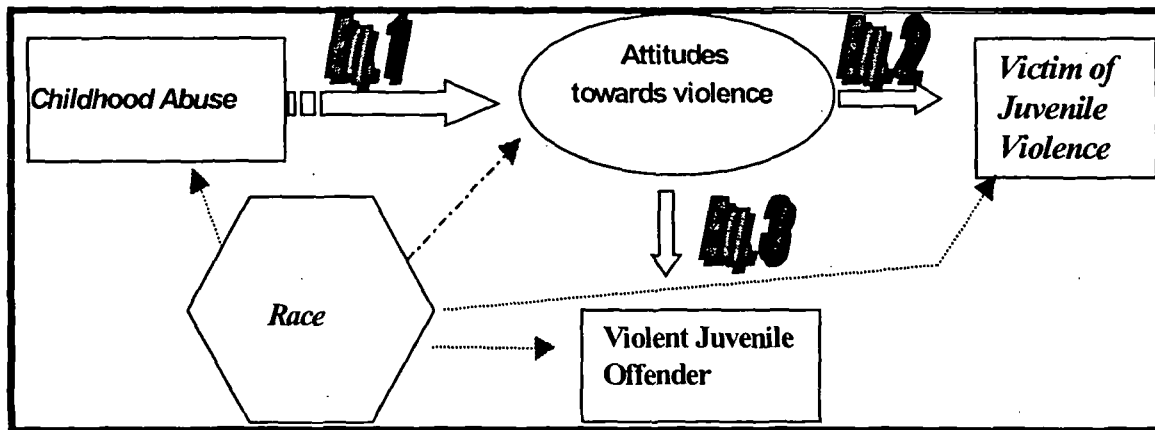 Childhood Abuse
Attitudes
towards violence
Victim of
Juvenile
Violence
Race
Violent Juvenile
Offender